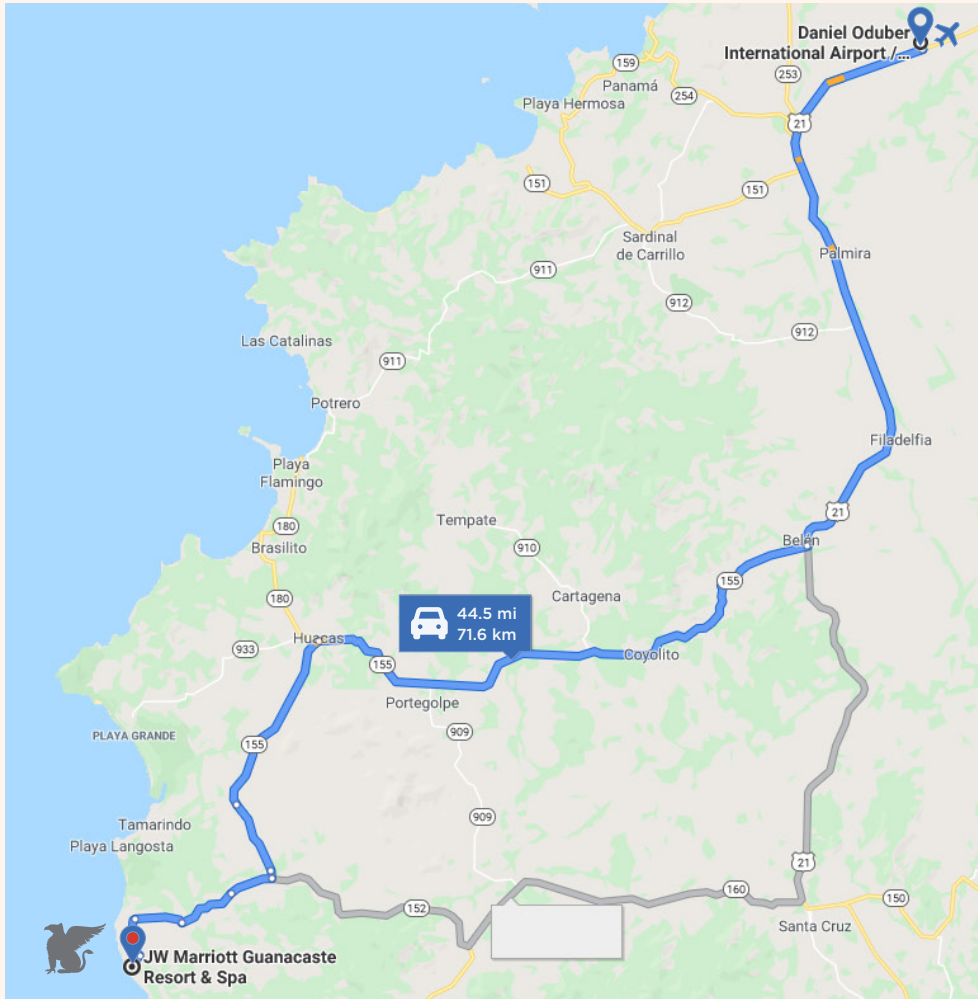 Daniel Oduber
International Airport /...
253
159
Panamá
254
Playa Hermosa
21
151
151
Sardinal
de Carrillo
Palmira
911
912
912
Las Catalinas
911
Potrero
Filadelfia
Playa
Flamingo
21
Tempate
180
Brasilito
Belén
910
155
Cartagena
180
44.5 mi
71.6 km
Huacas
933
155
Coyolito
Portegolpe
PLAYA GRANDE
155
909
Tamarindo
909
Playa Langosta
21
160
150
152
Santa Cruz
JW Marriott Guanacaste
Resort & Spa